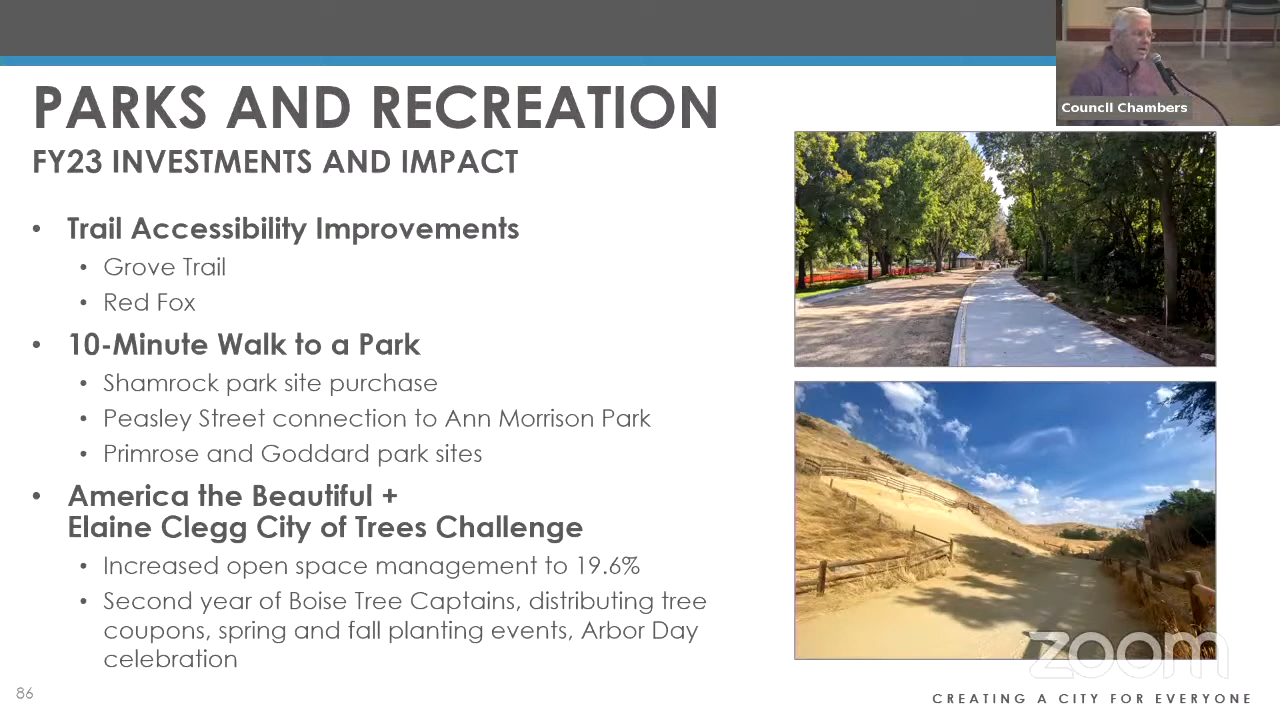 Council Chambers
PARKS AND RECREATION
FY23 INVESTMENTS AND IMPACT
• Trail Accessibility Improvements
• Grove Trail
• Red Fox
• 10-Minute Walk to a Park
• Shamrock park site purchase
• Peasley Street connection to Ann Morrison Park
• Primrose and Goddard park sites
• America the Beautiful +
Elaine Clegg City of Trees Challenge
• Increased open space management to 19.6%
• Second year of Boise Tree Captains, distributing tree
coupons, spring and fall planting events, Arbor Day
celebration
zoom
86
CREATING A CITY FOR EVERYONE